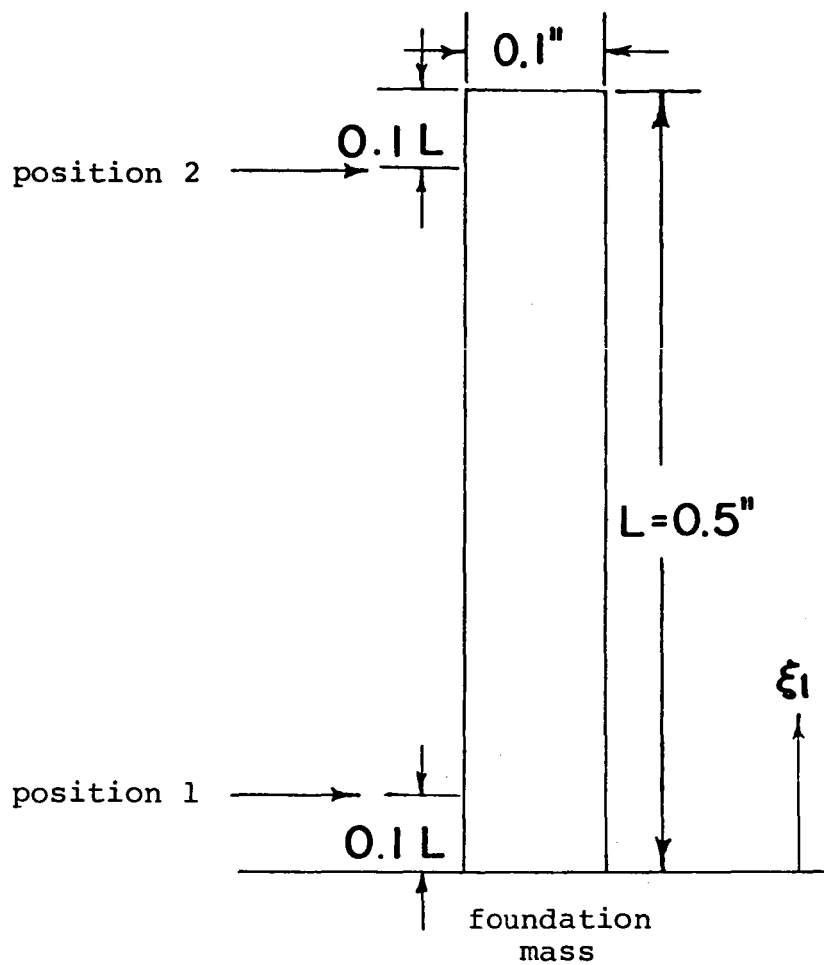 0.1"
0.1 L
position 2
L=0.5"
ξ1
position 1
0.1 L
foundation
mass